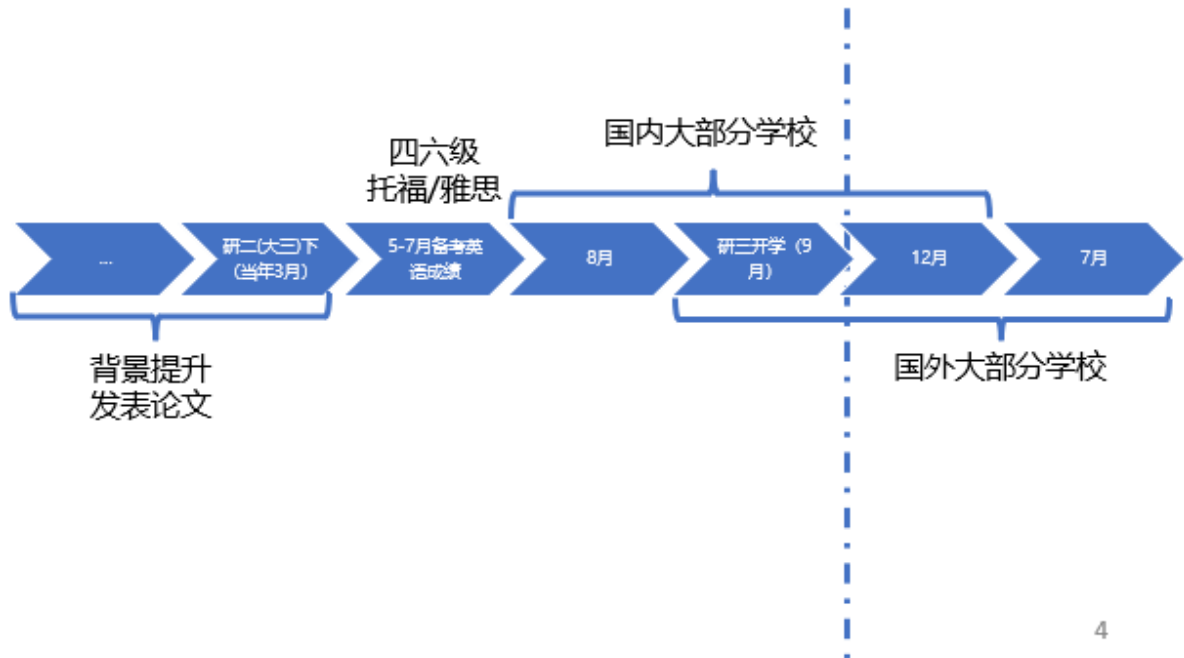 国内大部分学校
四六级
托福/雅思
....
研二(大三)下
（当年3月）
5-7月备考英
语成绩
8月
研三开学（9
月）
12月
7月
背景提升
发表论文
国外大部分学校
4